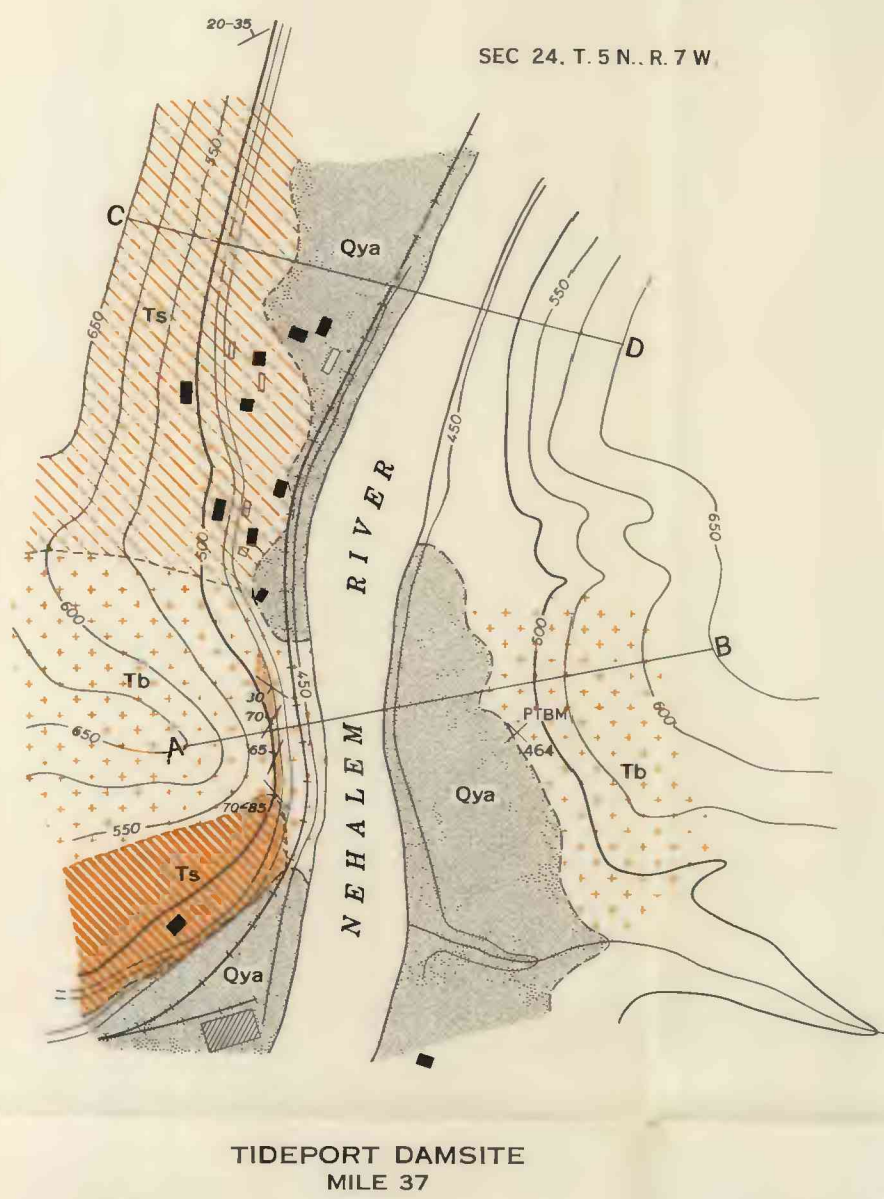 20-35
SEC 24. T. 5 N., R. 7 W.
550
C
Qya
Ts
650
550
D
450
RIVER
500
650
600
Tb
500
B
30
450
70
PTBM
600
650
A
65
464
NEHALEM
Tb
Qya
70-85
550
Ts
Qya
TIDEPORT DAMSITE
MILE 37